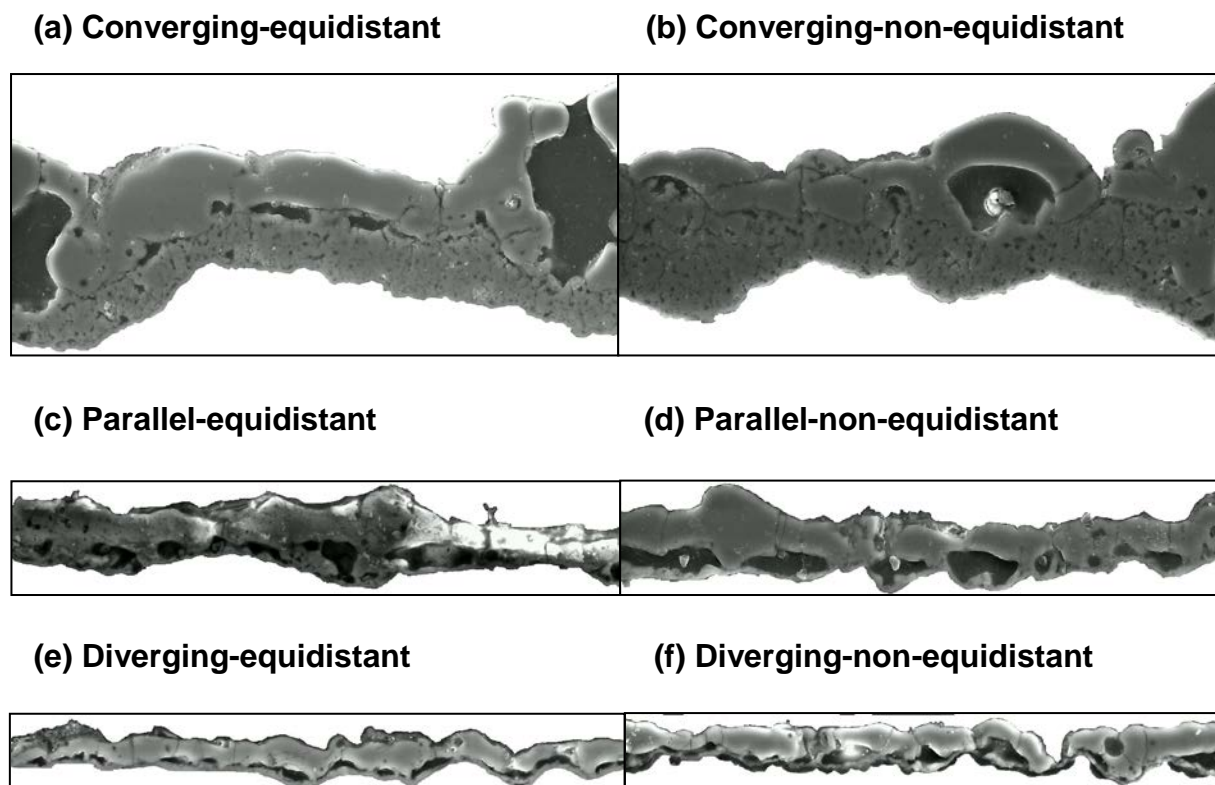 (a) Converging-equidistant
(b) Converging-non-equidistant
(c) Parallel-equidistant
(d) Parallel-non-equidistant
(e) Diverging-equidistant
(f) Diverging-non-equidistant